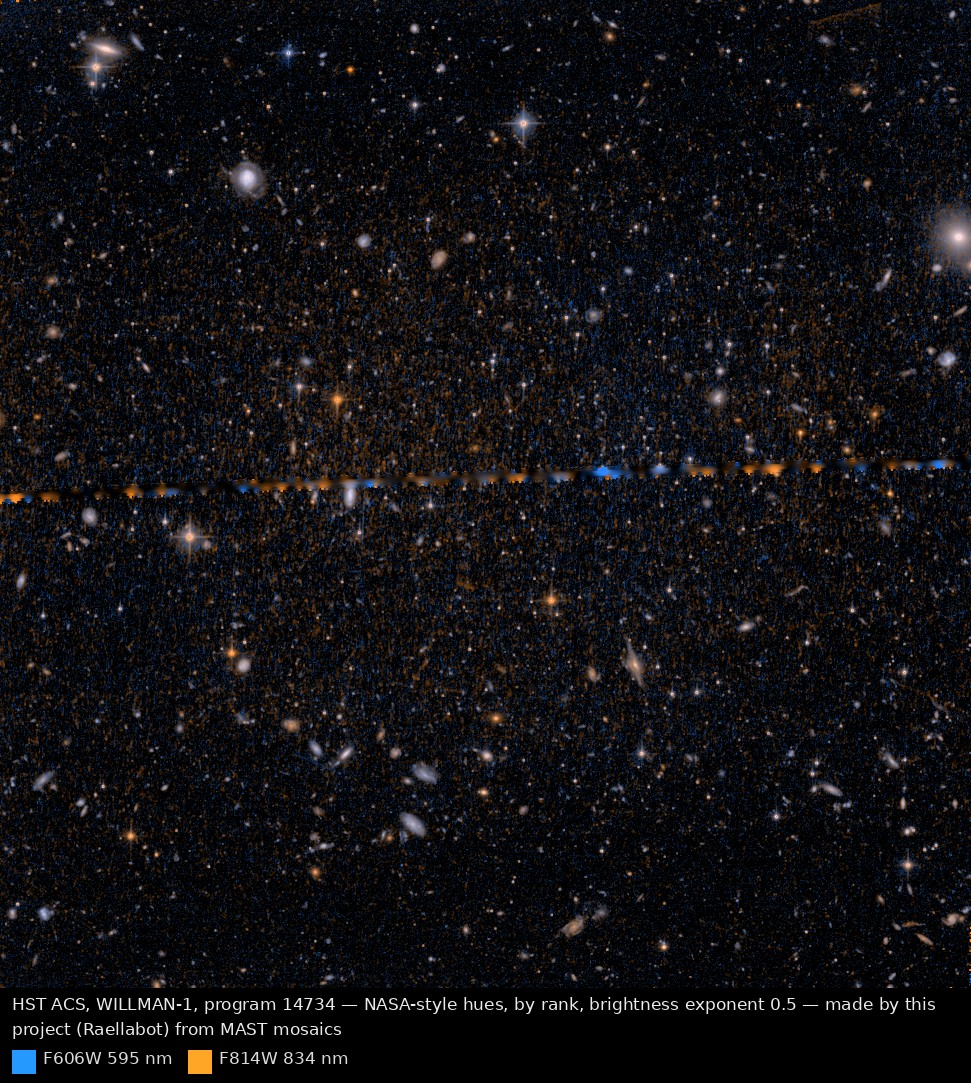 HST ACS, WILLMAN-1, program 14734 — NASA-style hues, by rank, brightness exponent 0.5 — made by this
project (Raellabot) from MAST mosaics
F606W 595 nm F814W 834 nm